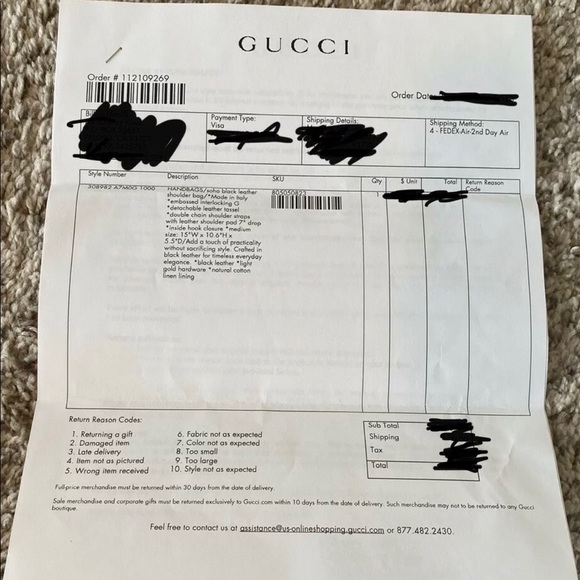 GUCCI
Order # 112109269
Order Dat
Payment Type:
Visa
Shipping Details:
Shipping Method:
4 - FEDEX-Air-2nd Day Air
Style Number Description SKU Qty $ Unit Total Return Reason Code
308982 A7M0G 1000
HANDBAGS/soho black leather
shoulder bag/*Made in Italy
*embossed interlocking G
*detachable leather tassel
*double chain shoulder straps
with leather shoulder pad 7" drop
*inside hook closure *medium
size: 15"W x 10.6"H x
5.5"D/Add a touch of practicality
without sacrificing style. Crafted in
black leather for timeless everyday
elegance. *black leather *light
gold hardware *natural cotton
linen lining
Return Reason Codes:
1. Returning a gift
2. Damaged item
3. Late delivery
4. Item not as pictured
5. Wrong item received
6. Fabric not as expected
7. Color not as expected
8. Too small
9. Too large
10. Style not as expected
Sub Total
Shipping
Tax
Total
Full-price merchandise must be returned within 30 days from the date of delivery.
Sale merchandise and corporate gifts must be returned exclusively to Gucci.com within 10 days from the date of delivery. Such merchandise may not be returned to any Gucci
boutique.
Feel free to contact us at assistance@us-onlineshopping.gucci.com or 877.482.2430.